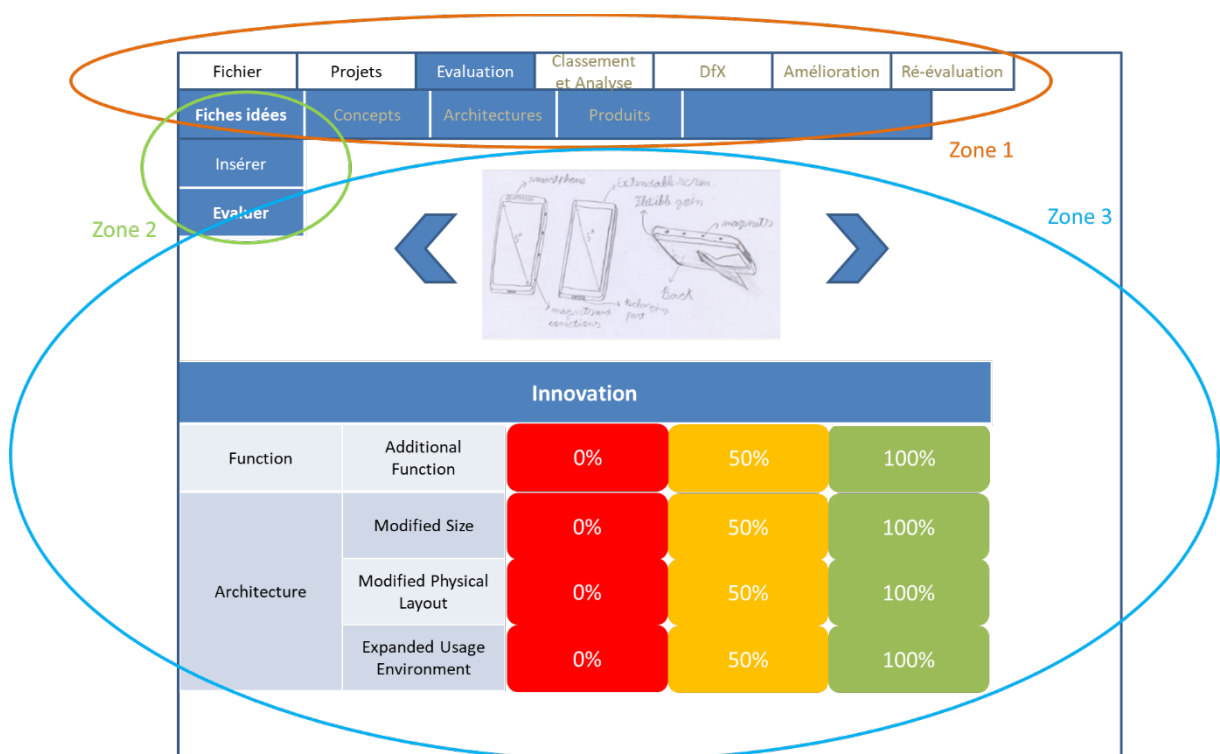 Fichier
Projets
Evaluation
Classement
et Analyse
DfX
Amélioration
Ré-évaluation
Fiches idées
Concepts
Architectures
Produits
Zone 1
Insérer
Evaluer
Zone 2
Zone 3
smartphone
5"
5"
magnets
Back
Innovation
Function
Additional
Function
0%
50%
100%
Architecture
Modified Size
0%
50%
100%
Modified Physical
Layout
0%
50%
100%
Expanded Usage
Environment
0%
50%
100%